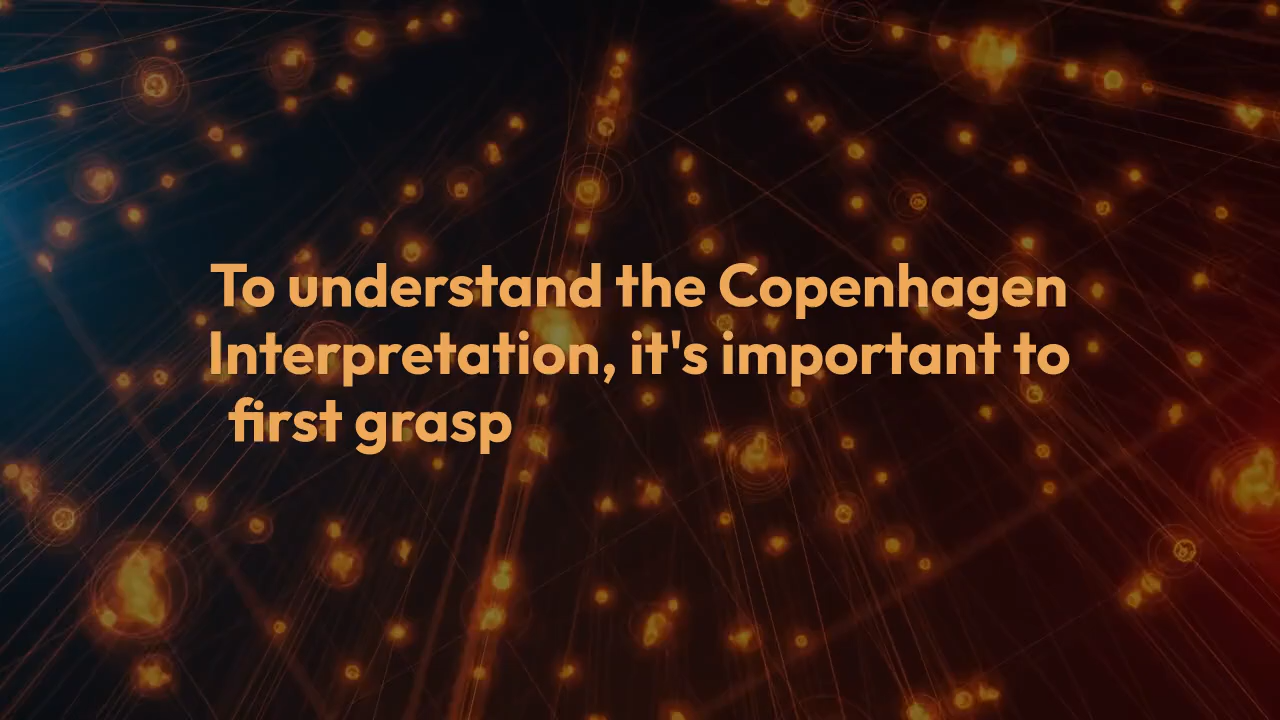 To understand the Copenhagen
Interpretation, it's important to
first grasp